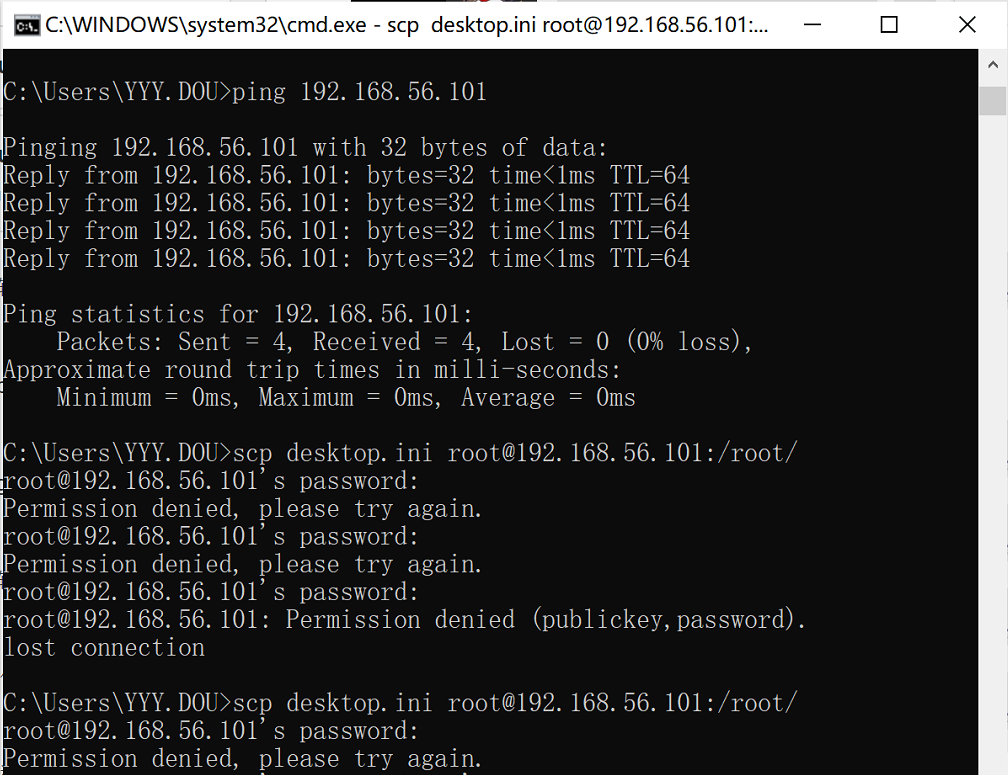 C:\WINDOWS\system32\cmd.exe - scp  desktop.ini root@192.168.56.101:...
C:\Users\YYY.DOU>ping 192.168.56.101
Pinging 192.168.56.101 with 32 bytes of data:
Reply from 192.168.56.101: bytes=32 time<1ms TTL=64
Reply from 192.168.56.101: bytes=32 time<1ms TTL=64
Reply from 192.168.56.101: bytes=32 time<1ms TTL=64
Reply from 192.168.56.101: bytes=32 time<1ms TTL=64
Ping statistics for 192.168.56.101:
    Packets: Sent = 4, Received = 4, Lost = 0 (0% loss),
Approximate round trip times in milli-seconds:
    Minimum = 0ms, Maximum = 0ms, Average = 0ms
C:\Users\YYY.DOU>scp desktop.ini root@192.168.56.101:/root/
root@192.168.56.101's password:
Permission denied, please try again.
root@192.168.56.101's password:
Permission denied, please try again.
root@192.168.56.101's password:
root@192.168.56.101: Permission denied (publickey,password).
lost connection
C:\Users\YYY.DOU>scp desktop.ini root@192.168.56.101:/root/
root@192.168.56.101's password:
Permission denied, please try again.